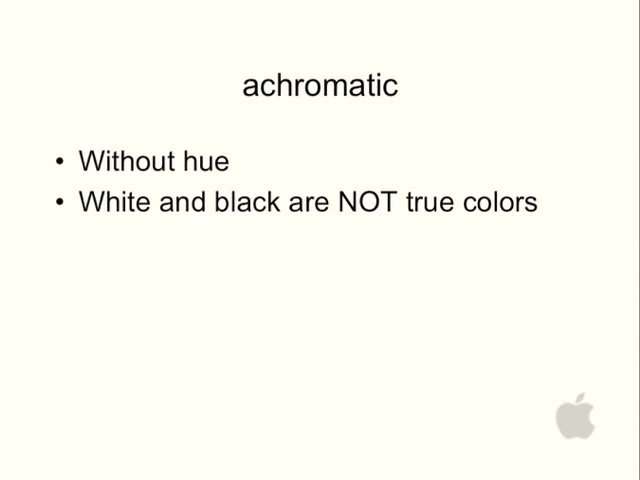 achromatic
• Without hue
• White and black are NOT true colors